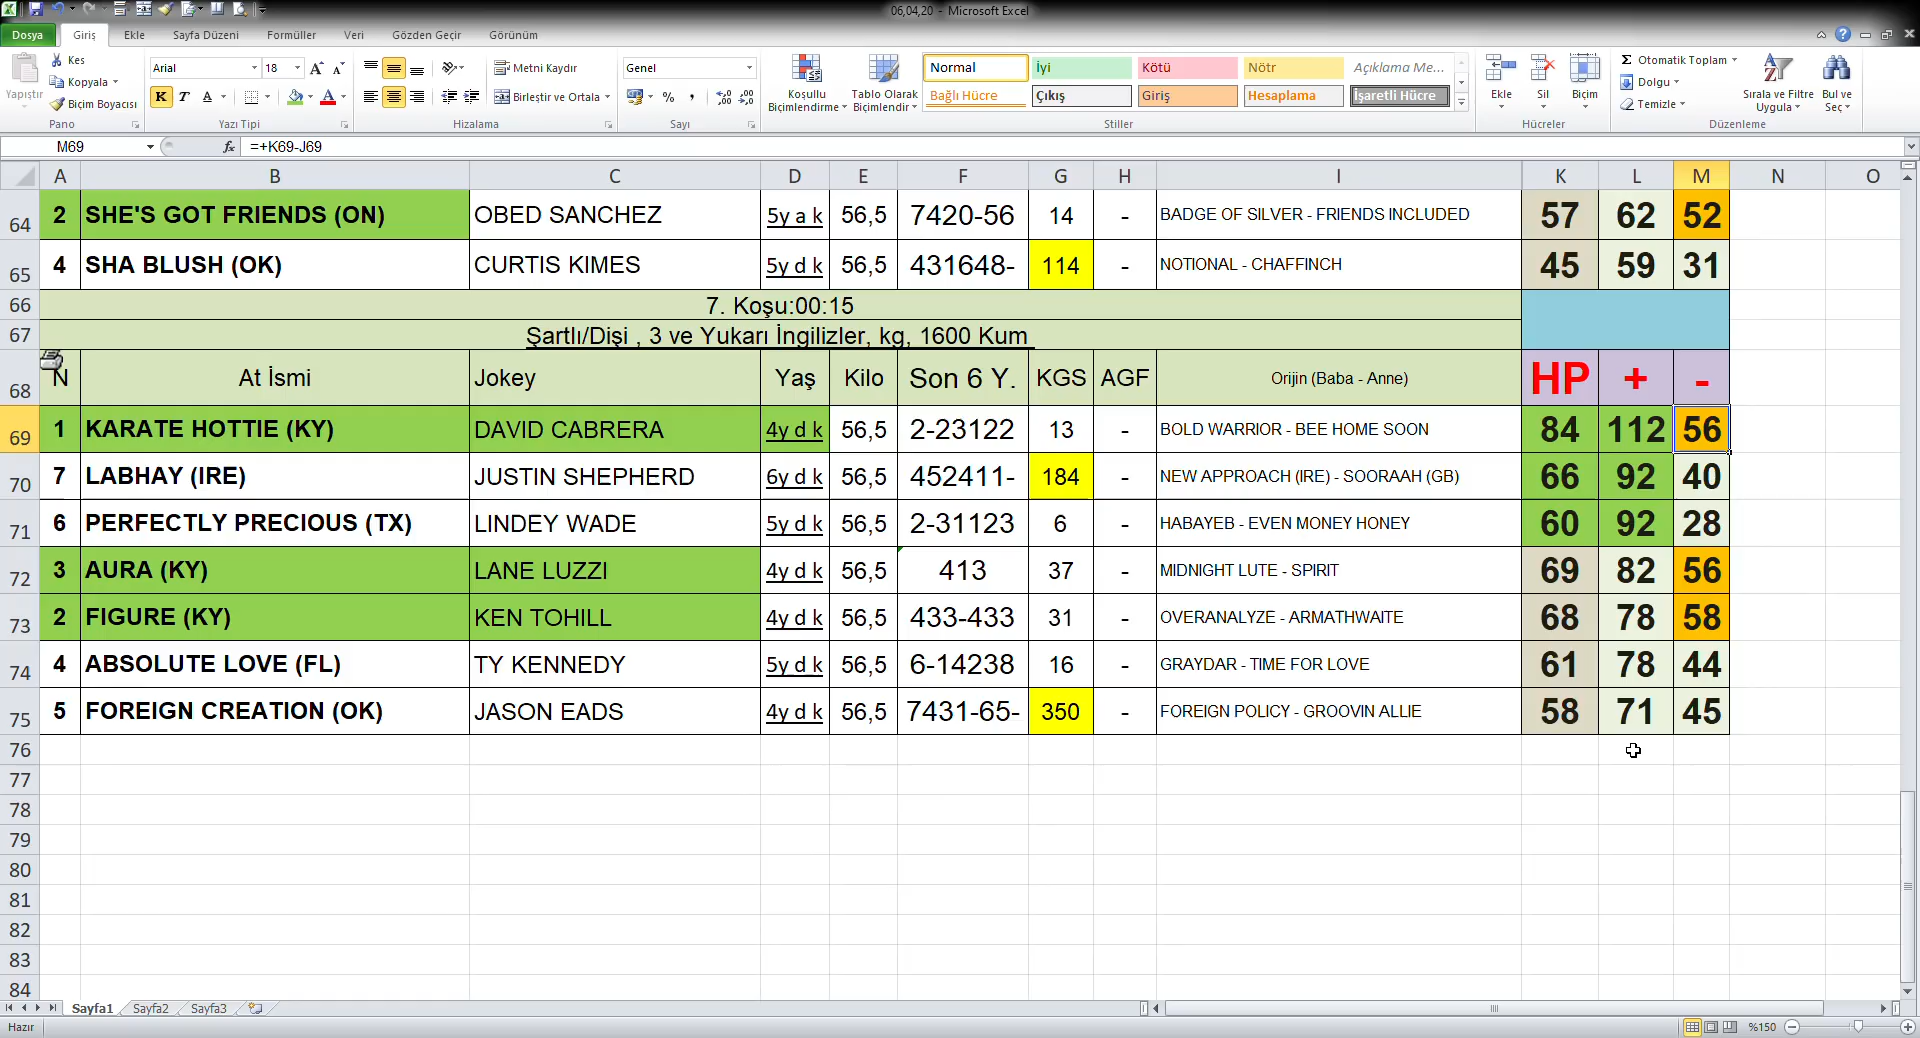 06,04,20 - Microsoft Excel
Dosya Giriş Ekle Sayfa Düzeni Formüller Veri Gözden Geçir Görünüm
Yapıştır
Kes
Kopyala
Biçim Boyacısı
Pano
Arial 18
K T A
Yazı Tipi
Metni Kaydır
Birleştir ve Ortala
Hizalama
Genel
Sayı
Koşullu Biçimlendirme
Tablo Olarak Biçimlendir
Normal İyi Kötü Nötr Açıklama Me...
Bağlı Hücre Çıkış Giriş Hesaplama İşaretli Hücre
Stiller
Ekle Sil Biçim
Hücreler
Σ Otomatik Toplam
Dolgu
Temizle
Sırala ve Filtre Uygula
Bul ve Seç
Düzenleme
M69 fx =+K69-J69
A B C D E F G H I K L M N O
64 2 SHE'S GOT FRIENDS (ON) OBED SANCHEZ 5y a k 56,5 7420-56 14 - BADGE OF SILVER - FRIENDS INCLUDED 57 62 52
65 4 SHA BLUSH (OK) CURTIS KIMES 5y d k 56,5 431648- 114 - NOTIONAL - CHAFFINCH 45 59 31
66 7. Koşu:00:15
67 Şartlı/Dişi , 3 ve Yukarı İngilizler, kg, 1600 Kum
68 N At İsmi Jokey Yaş Kilo Son 6 Y. KGS AGF Orijin (Baba - Anne) HP + -
69 1 KARATE HOTTIE (KY) DAVID CABRERA 4y d k 56,5 2-23122 13 - BOLD WARRIOR - BEE HOME SOON 84 112 56
70 7 LABHAY (IRE) JUSTIN SHEPHERD 6y d k 56,5 452411- 184 - NEW APPROACH (IRE) - SOORAAH (GB) 66 92 40
71 6 PERFECTLY PRECIOUS (TX) LINDEY WADE 5y d k 56,5 2-31123 6 - HABAYEB - EVEN MONEY HONEY 60 92 28
72 3 AURA (KY) LANE LUZZI 4y d k 56,5 413 37 - MIDNIGHT LUTE - SPIRIT 69 82 56
73 2 FIGURE (KY) KEN TOHILL 4y d k 56,5 433-433 31 - OVERANALYZE - ARMATHWAITE 68 78 58
74 4 ABSOLUTE LOVE (FL) TY KENNEDY 5y d k 56,5 6-14238 16 - GRAYDAR - TIME FOR LOVE 61 78 44
75 5 FOREIGN CREATION (OK) JASON EADS 4y d k 56,5 7431-65- 350 - FOREIGN POLICY - GROOVIN ALLIE 58 71 45
76
77
78
79
80
81
82
83
84
Sayfa1 Sayfa2 Sayfa3
Hazır %150